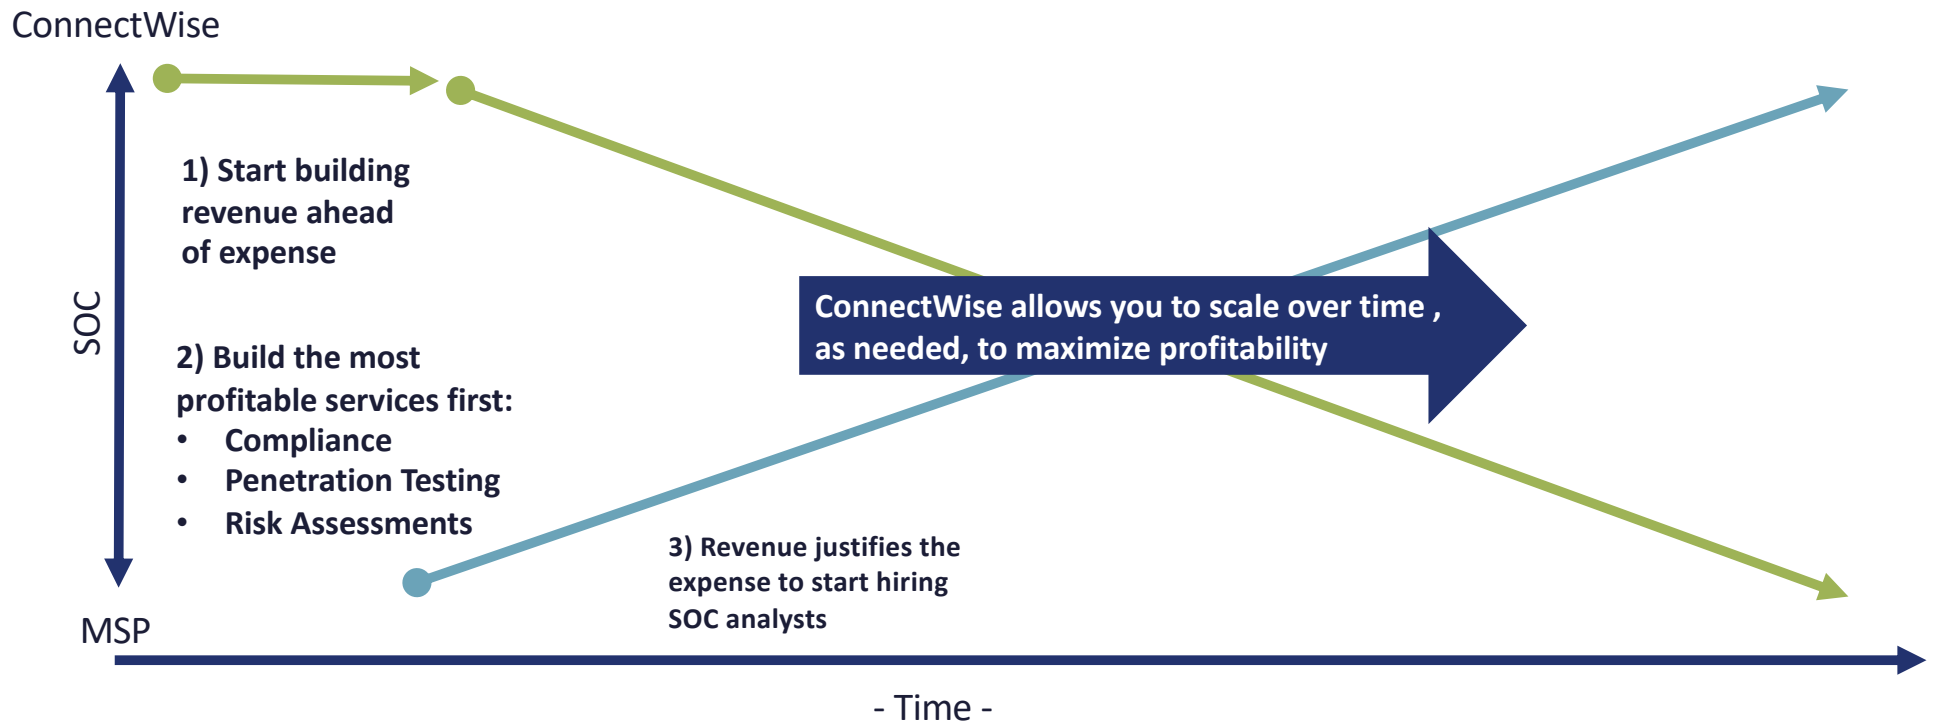 ConnectWise
1) Start building
revenue ahead
of expense
SOC
ConnectWise allows you to scale over time ,
as needed, to maximize profitability
2) Build the most
profitable services first:
• Compliance
• Penetration Testing
• Risk Assessments
3) Revenue justifies the
expense to start hiring
SOC analysts
MSP
- Time -